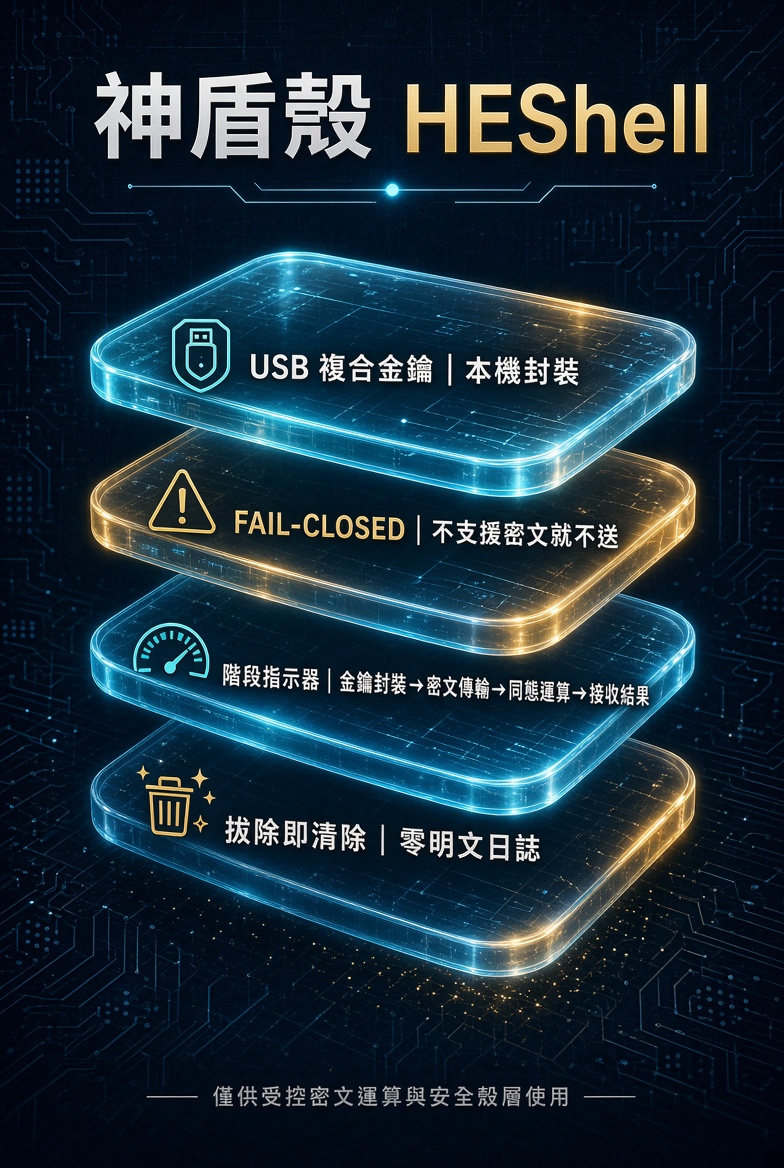 神盾殼 HEShell
USB 複合金鑰｜本機封裝
FAIL-CLOSED｜不支援密文就不送
階段指示器｜金鑰封裝→密文傳輸→同態運算→接收結果
拔除即清除｜零明文日誌
僅供受控密文運算與安全殼層使用